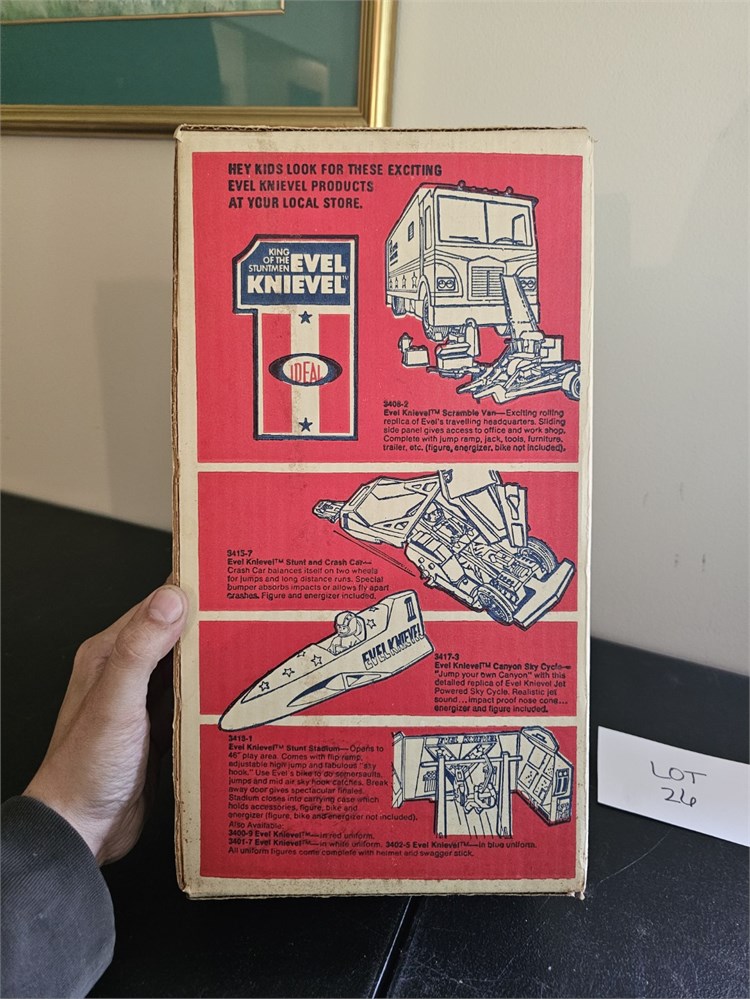 HEY KIDS LOOK FOR THESE EXCITING
EVEL KNIEVEL PRODUCTS
AT YOUR LOCAL STORE.
KING
OF THE
STUNTMEN
EVEL
KNIEVEL™
IDEAL
3408-2
Evel Knievel™ Scramble Van—Exciting rolling
replica of Evel's travelling headquarters. Sliding
side panel gives access to office and work shop.
Complete with jump ramp, jack, tools, furniture,
trailer, etc. (figure, energizer, bike not included).
3415-7
Evel Knievel™ Stunt and Crash Car—
Crash Car balances itself on two wheels
for jumps and long distance runs. Special
bumper absorbs impacts or allows fly apart
crashes. Figure and energizer included.
II
EVEL KNIEVEL
3417-3
Evel Knievel™ Canyon Sky Cycle—
"Jump your own Canyon" with this
detailed replica of Evel Knievel Jet
Powered Sky Cycle. Realistic jet
sound...impact proof nose cone...
energizer and figure included.
3418-1
Evel Knievel™ Stunt Stadium—Opens to
46" play area. Comes with flip ramp,
adjustable high jump and fabulous "sky
hook." Use Evel's bike to do somersaults,
jumps and mid air sky hook catches. Break
away door gives spectacular finales.
Stadium closes into carrying case which
holds accessories, figure, bike and
energizer (figure, bike and energizer not included).
Also Available:
3400-9 Evel Knievel™—in red uniform.
3401-7 Evel Knievel™—in white uniform. 3402-5 Evel Knievel™—in blue uniform.
All uniform figures come complete with helmet and swagger stick.
EVEL KNIEVEL
LOT
26